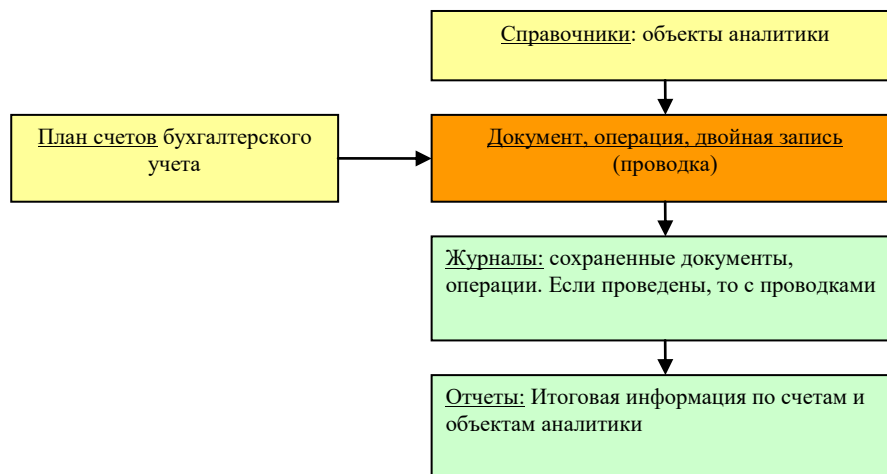 Справочники: объекты аналитики
План счетов бухгалтерского
учета
Документ, операция, двойная запись
(проводка)
Журналы: сохраненные документы,
операции. Если проведены, то с проводками
Отчеты: Итоговая информация по счетам и
объектам аналитики